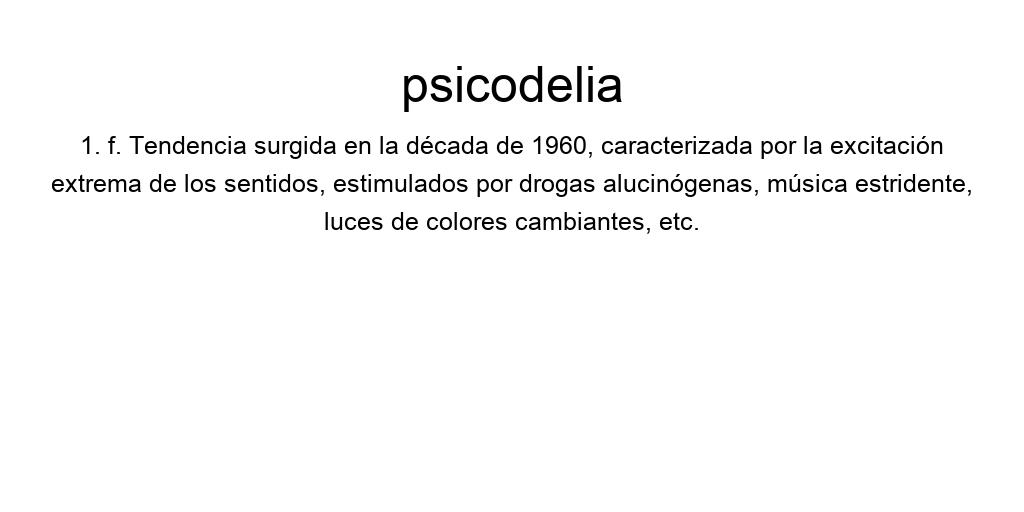 psicodelia
1. f. Tendencia surgida en la década de 1960, caracterizada por la excitación
extrema de los sentidos, estimulados por drogas alucinógenas, música estridente,
luces de colores cambiantes, etc.